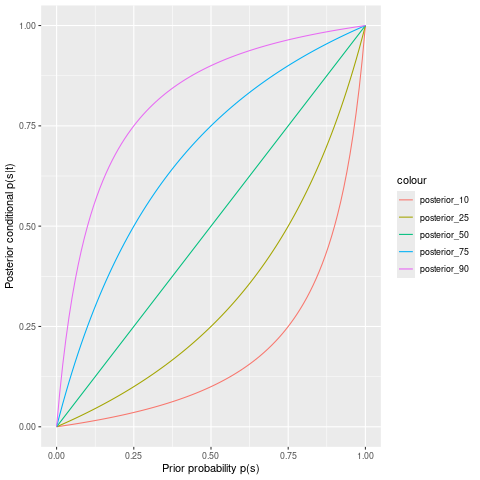 1.00
0.75
0.50
0.25
0.00
Posterior conditional p(s|t)
0.00 0.25 0.50 0.75 1.00
Prior probability p(s)
colour
posterior_10
posterior_25
posterior_50
posterior_75
posterior_90